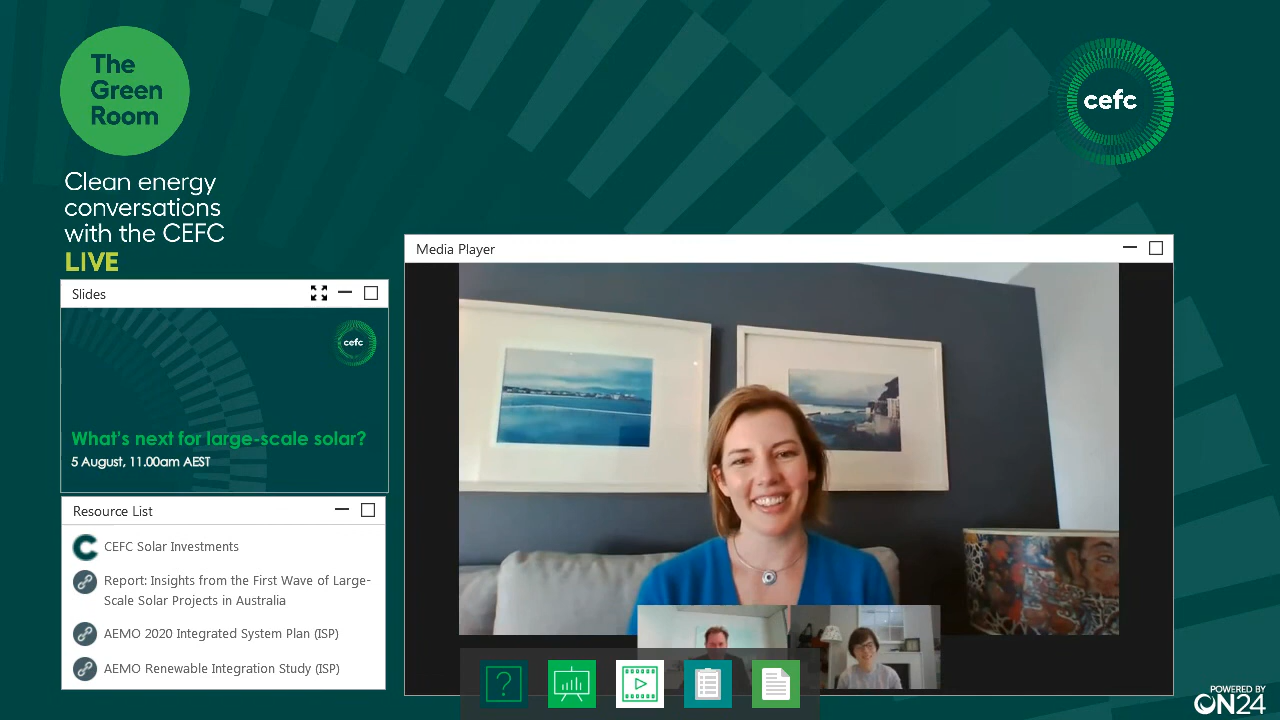 The
Green
Room
cefc
Clean energy
conversations
with the CEFC
LIVE
Media Player
Slides
cefc
What's next for large-scale solar?
5 August, 11.00am AEST
Resource List
CEFC Solar Investments
Report: Insights from the First Wave of Large-
Scale Solar Projects in Australia
AEMO 2020 Integrated System Plan (ISP)
AEMO Renewable Integration Study (ISP)
?
POWERED BY
ON24